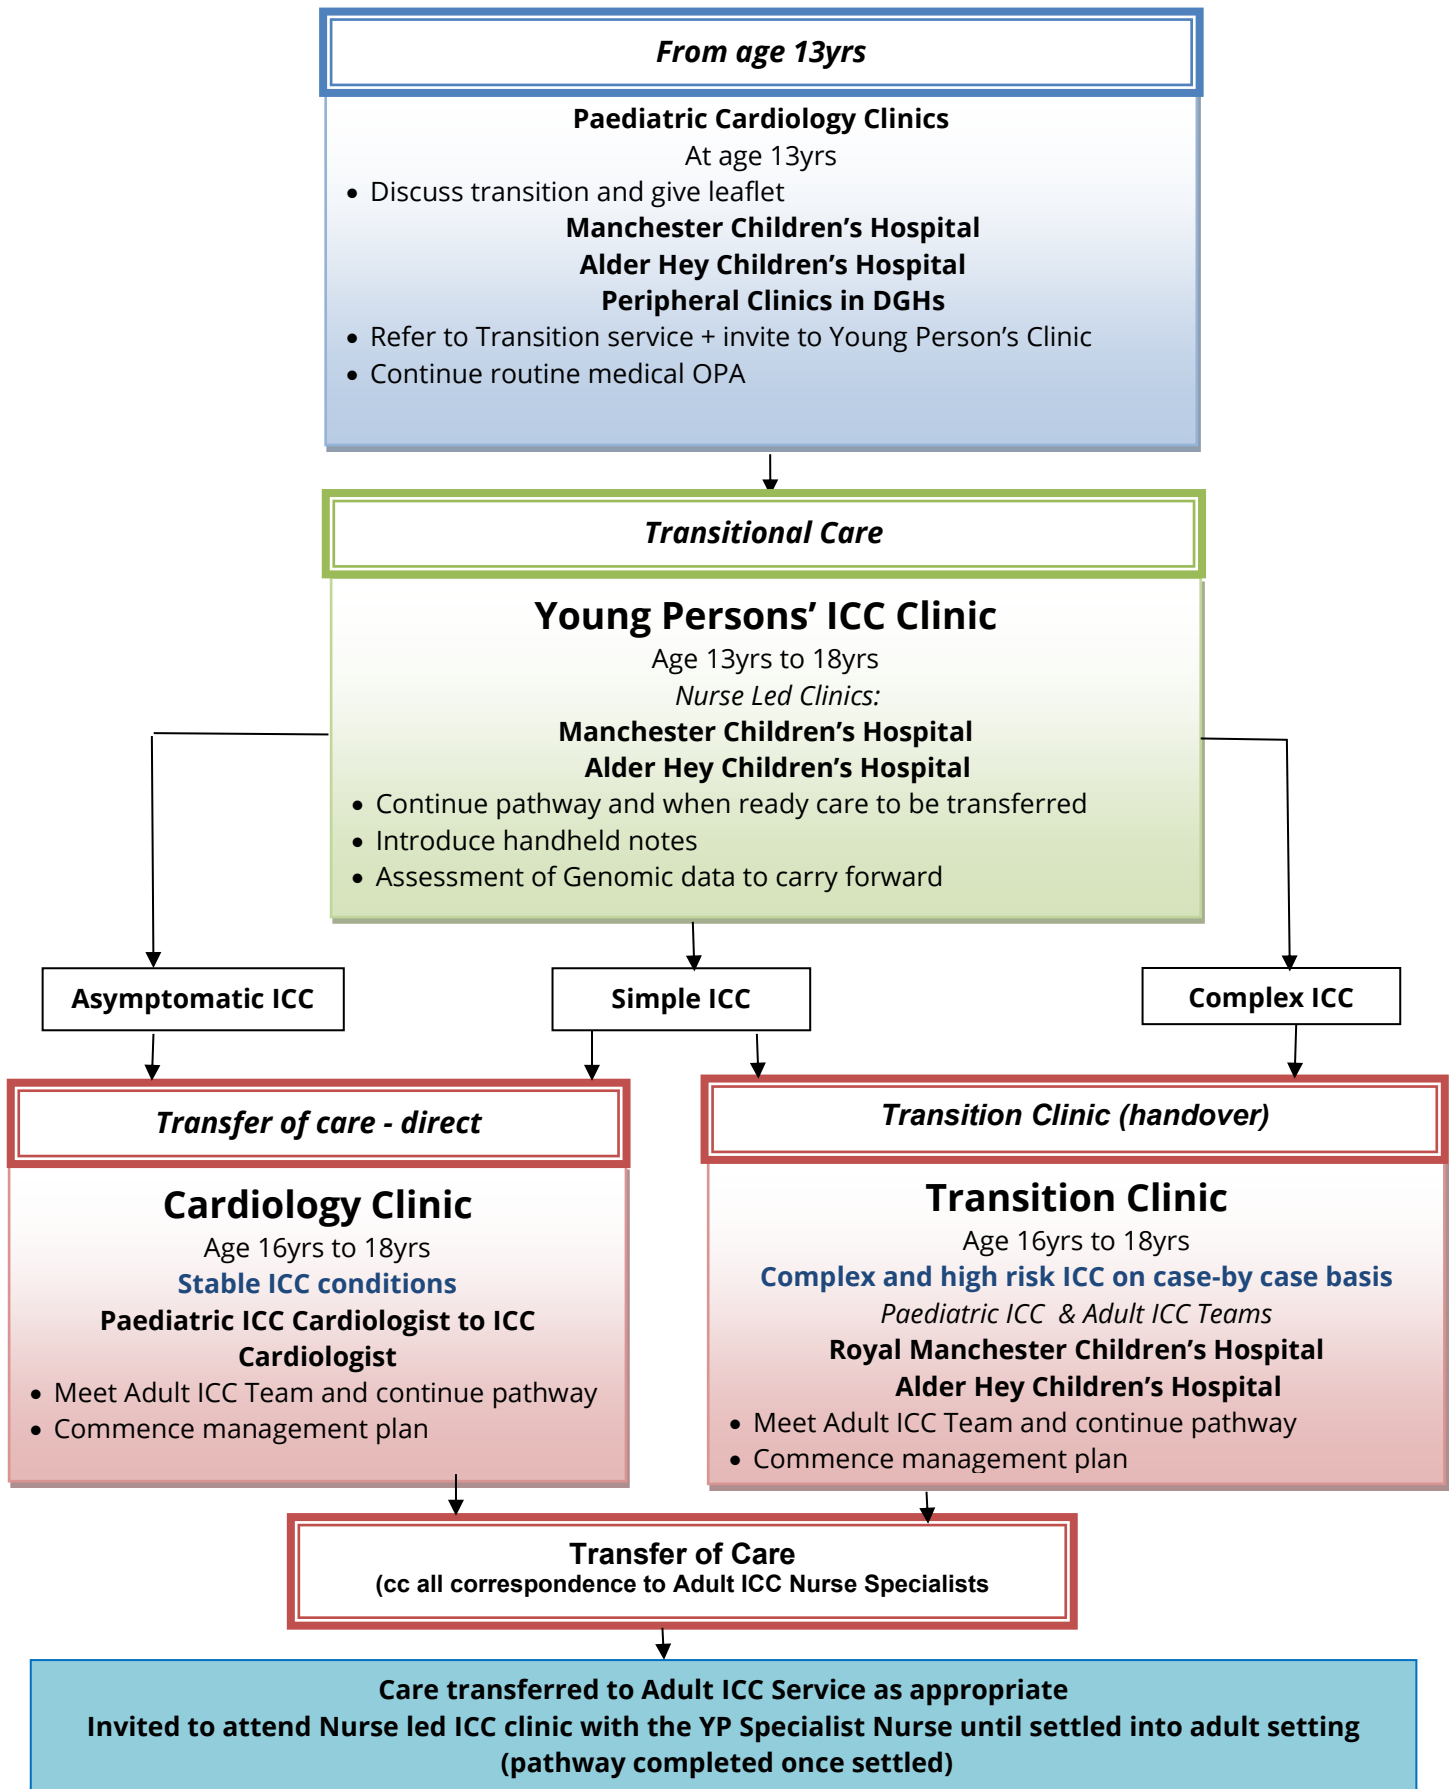 From age 13yrs
Paediatric Cardiology Clinics
At age 13yrs
• Discuss transition and give leaflet
Manchester Children’s Hospital
Alder Hey Children’s Hospital
Peripheral Clinics in DGHs
• Refer to Transition service + invite to Young Person’s Clinic
• Continue routine medical OPA
Transitional Care
Young Persons’ ICC Clinic
Age 13yrs to 18yrs
Nurse Led Clinics:
Manchester Children’s Hospital
Alder Hey Children’s Hospital
• Continue pathway and when ready care to be transferred
• Introduce handheld notes
• Assessment of Genomic data to carry forward
Asymptomatic ICC
Simple ICC
Complex ICC
Transfer of care - direct
Cardiology Clinic
Age 16yrs to 18yrs
Stable ICC conditions
Paediatric ICC Cardiologist to ICC
Cardiologist
• Meet Adult ICC Team and continue pathway
• Commence management plan
Transition Clinic (handover)
Transition Clinic
Age 16yrs to 18yrs
Complex and high risk ICC on case-by case basis
Paediatric ICC & Adult ICC Teams
Royal Manchester Children’s Hospital
Alder Hey Children’s Hospital
• Meet Adult ICC Team and continue pathway
• Commence management plan
Transfer of Care
(cc all correspondence to Adult ICC Nurse Specialists
Care transferred to Adult ICC Service as appropriate
Invited to attend Nurse led ICC clinic with the YP Specialist Nurse until settled into adult setting
(pathway completed once settled)